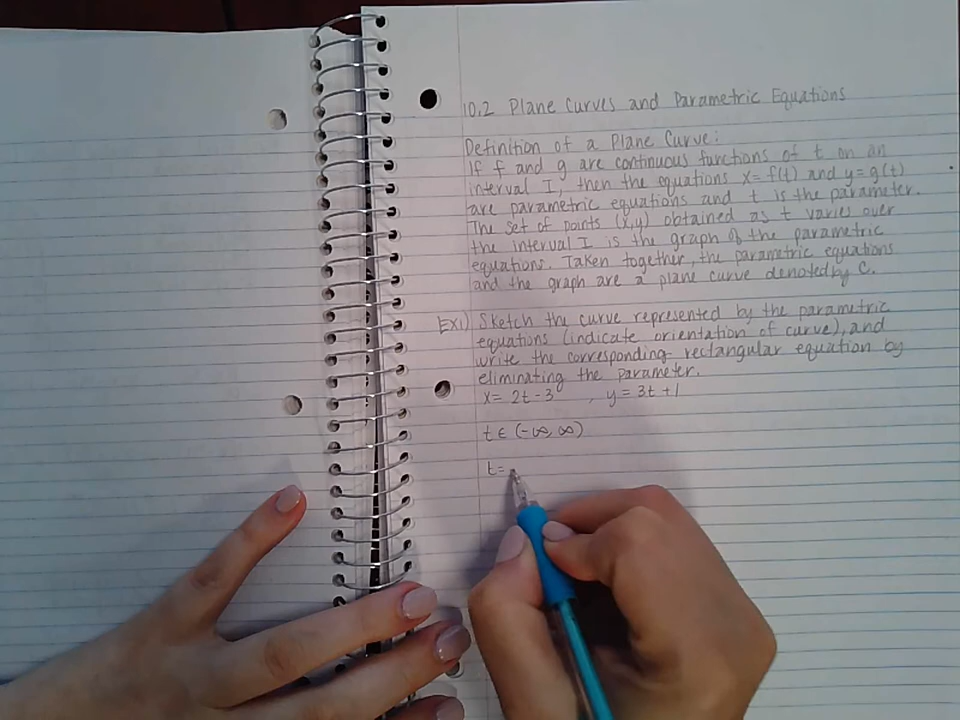 10.2 Plane Curves and Parametric Equations
Definition of a Plane Curve:
If f and g are continuous functions of t on an
interval I, then the equations x=f(t) and y=g(t)
are parametric equations and t is the parameter.
The set of points (x,y) obtained as t varies over
the interval I is the graph of the parametric
equations. Taken together, the parametric equations
and the graph are a plane curve denoted by C.
EX1) Sketch the curve represented by the parametric
equations (indicate orientation of curve), and
write the corresponding rectangular equation by
eliminating the parameter.
x= 2t-3 , y=3t+1
t∈(-∞,∞)
t=